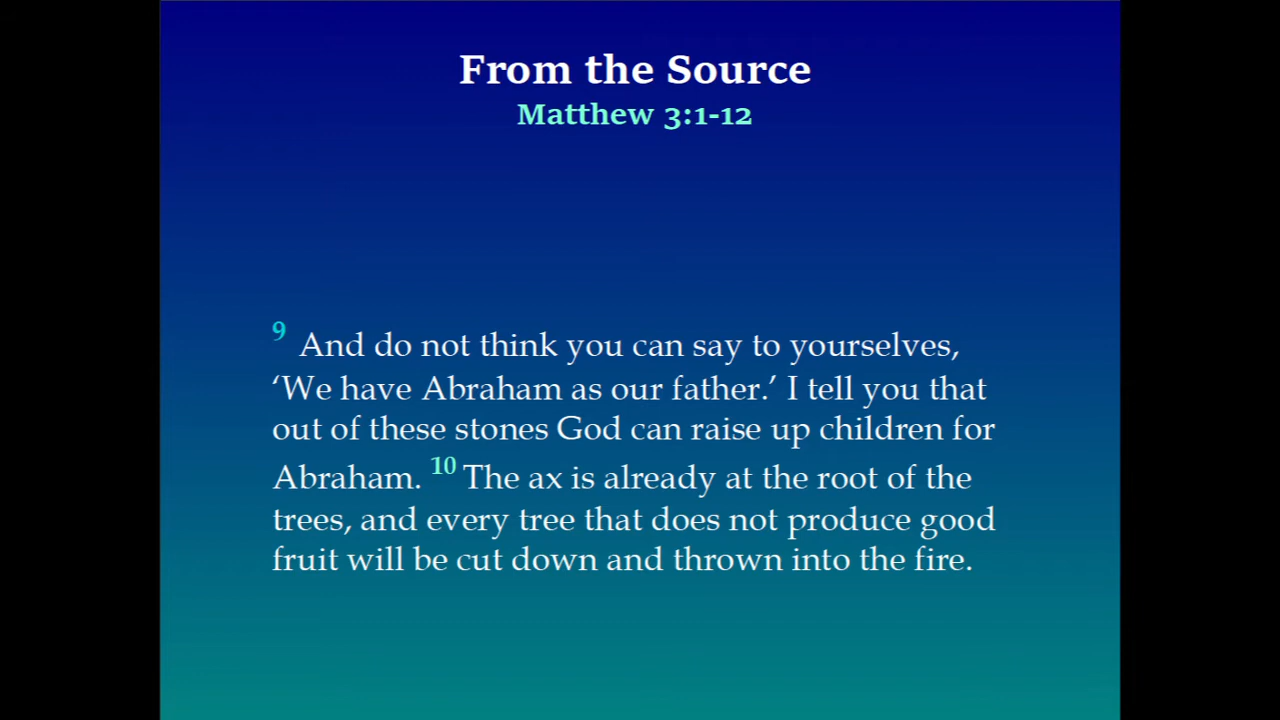 From the Source
Matthew 3:1-12
9 And do not think you can say to yourselves,
‘We have Abraham as our father.’ I tell you that
out of these stones God can raise up children for
Abraham. 10 The ax is already at the root of the
trees, and every tree that does not produce good
fruit will be cut down and thrown into the fire.